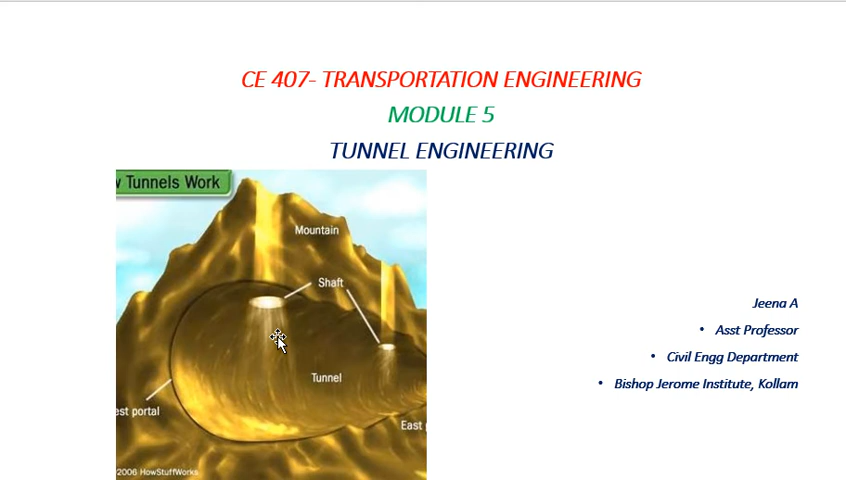 CE 407- TRANSPORTATION ENGINEERING
MODULE 5
TUNNEL ENGINEERING
Tunnels Work
Mountain
Shaft
Tunnel
portal
East
2006 HowStuffWorks
Jeena A
• Asst Professor
• Civil Engg Department
• Bishop Jerome Institute, Kollam